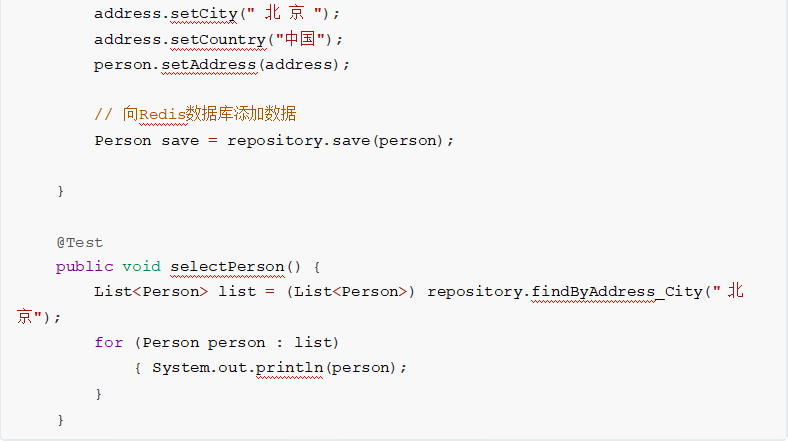 address.setCity(" 北 京 ");
address.setCountry("中国");
person.setAddress(address);
// 向Redis数据库添加数据
Person save = repository.save(person);
}
@Test
public void selectPerson() {
List<Person> list = (List<Person>) repository.findByAddress_City(" 北
京");
for (Person person : list)
{ System.out.println(person);
}
}